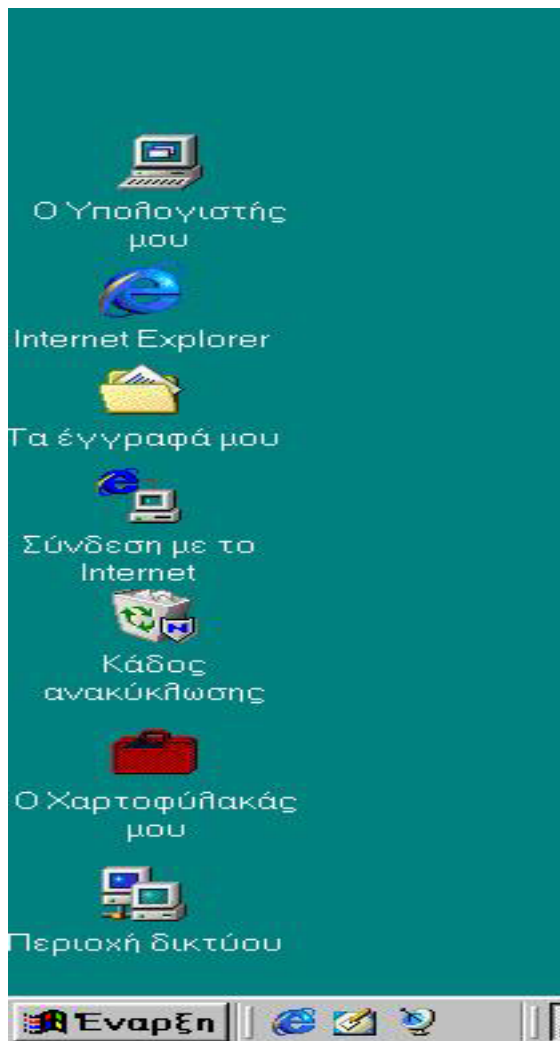 Ο Υπολογιστής
μου
Internet Explorer
Τα έγγραφά μου
Σύνδεση με το
Internet
Κάδος
ανακύκλωσης
Ο Χαρτοφύλακάς
μου
Περιοχή δικτύου
Έναρξη